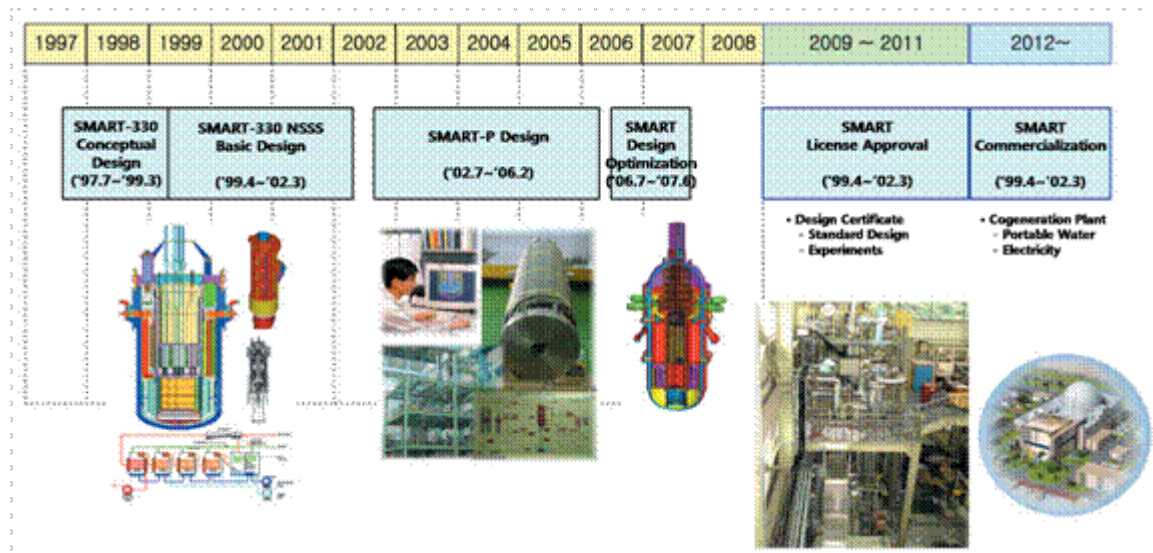 1997 1998 1999 2000 2001 2002 2003 2004 2005 2006 2007 2008 2009 ~ 2011 2012~
SMART-330
Conceptual
Design
('97.7~'99.3)
SMART-330 NSSS
Basic Design
('99.4~'02.3)
SMART-P Design
('02.7~'06.2)
SMART
Design
Optimization
('06.7~'07.6)
SMART
License Approval
('99.4~'02.3)
SMART
Commercialization
('99.4~'02.3)
• Design Certificate
- Standard Design
- Experiments
• Cogeneration Plant
- Portable Water
- Electricity